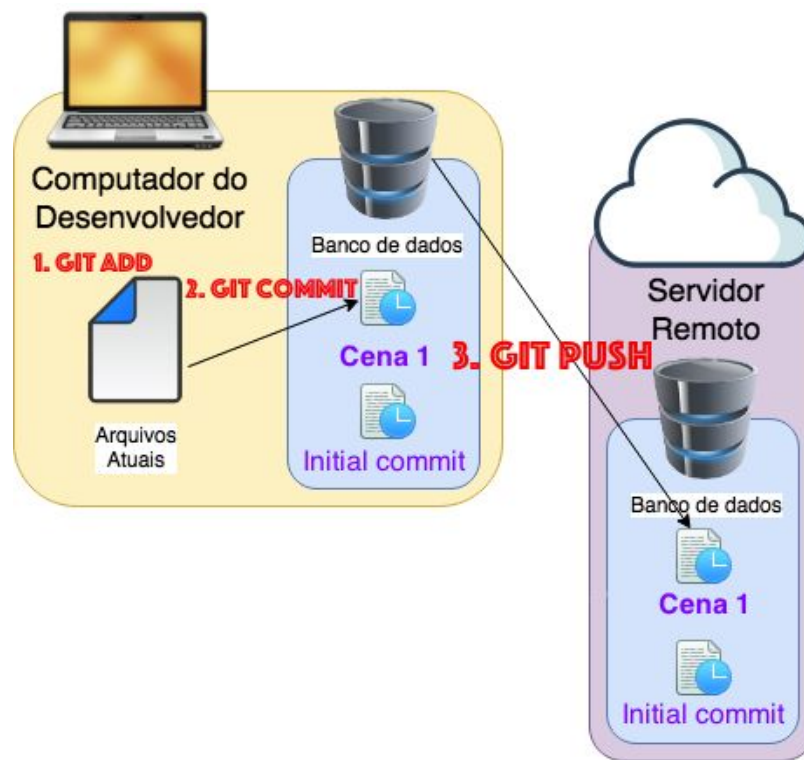 Computador do
Desenvolvedor
1. GIT ADD
Arquivos
Atuais
Banco de dados
2. GIT COMMIT
Cena 1
Initial commit
3. GIT PUSH
Servidor
Remoto
Banco de dados
Cena 1
Initial commit